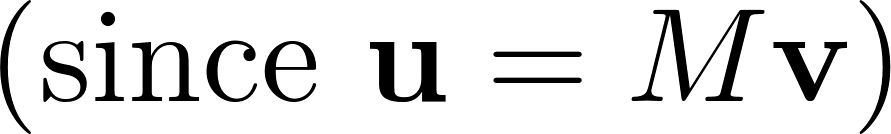 (since u = Mv)